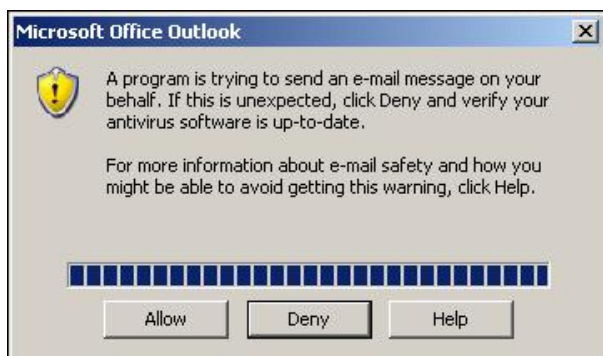 Microsoft Office Outlook
A program is trying to send an e-mail message on your
behalf. If this is unexpected, click Deny and verify your
antivirus software is up-to-date.
For more information about e-mail safety and how you
might be able to avoid getting this warning, click Help.
Allow Deny Help